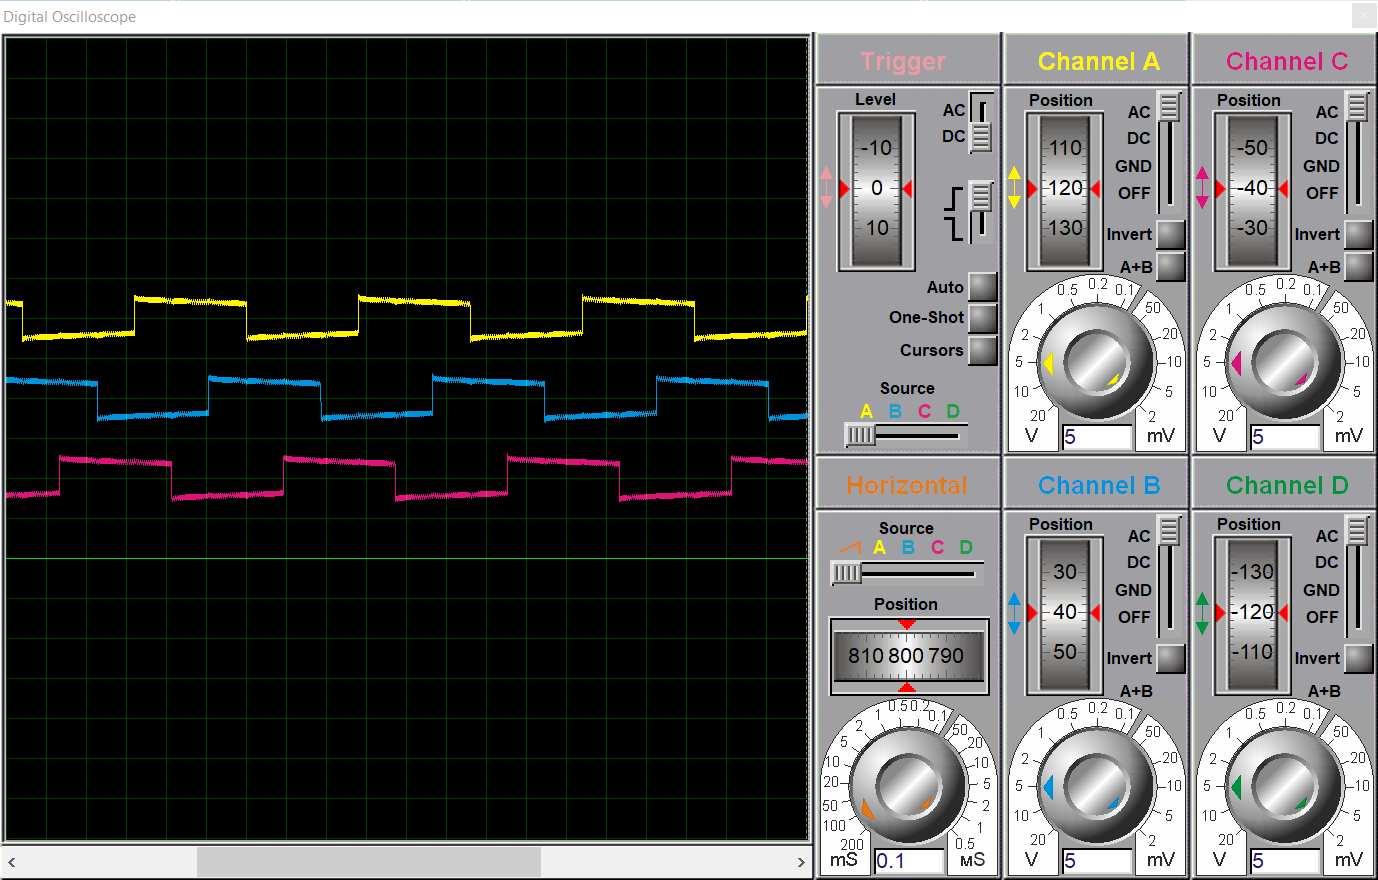 Digital Oscilloscope
Trigger
Level
-10
0
10
AC
DC
Auto
One-Shot
Cursors
Source
A B C D
Channel A
Position
110
120
130
AC
DC
GND
OFF
Invert
A+B
0.5 0.2 0.1
1 50
2 20
5 10
10 5
20 2
V 5 mV
Channel C
Position
-50
-40
-30
AC
DC
GND
OFF
Invert
A+B
0.5 0.2 0.1
1 50
2 20
5 10
10 5
20 2
V 5 mV
Horizontal
Source
A B C D
Position
810 800 790
1 0.5 0.2 0.1
2 50
5 20
10 10
20 5
50 2
100 1
200 0.5
mS 0.1 мS
Channel B
Position
30
40
50
AC
DC
GND
OFF
Invert
A+B
0.5 0.2 0.1
1 50
2 20
5 10
10 5
20 2
V 5 mV
Channel D
Position
-130
-120
-110
AC
DC
GND
OFF
Invert
A+B
0.5 0.2 0.1
1 50
2 20
5 10
10 5
20 2
V 5 mV